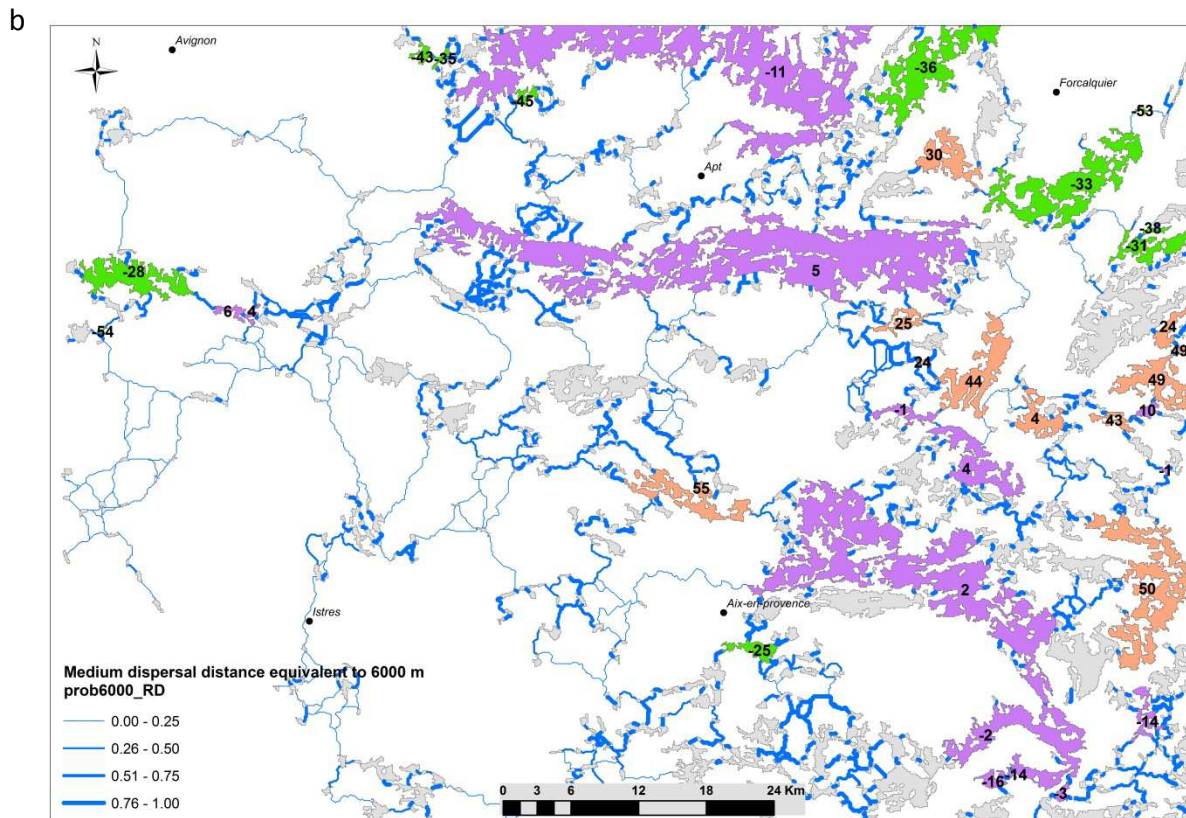 b
Avignon
N
-43
-35
-11
-36
-45
Forcalquier
-53
30
Apt
-33
-38
-31
-28
5
6
4
-54
25
24
24
49
44
49
-1
4
43
10
4
-1
55
2
50
Aix-en-provence
Istres
-25
Medium dispersal distance equivalent to 6000 m
prob6000_RD
0.00 - 0.25
0.26 - 0.50
0.51 - 0.75
0.76 - 1.00
-14
-2
-16
14
-3
0 3 6 12 18 24 Km